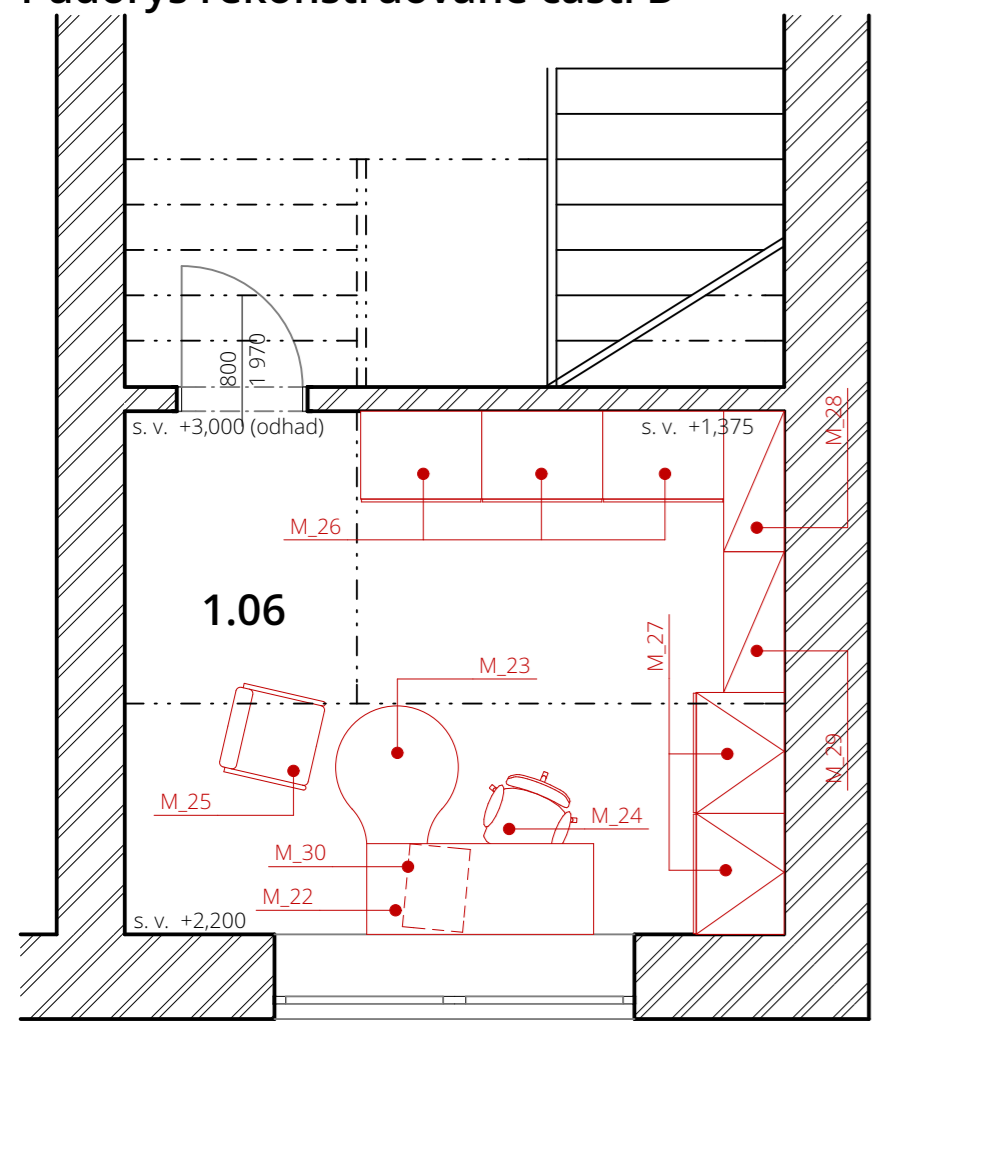 800
1 970
s. v. +3,000 (odhad)
s. v. +1,375
M_28
M_26
1.06
M_27
M_23
M_29
M_25
M_24
M_30
M_22
s. v. +2,200